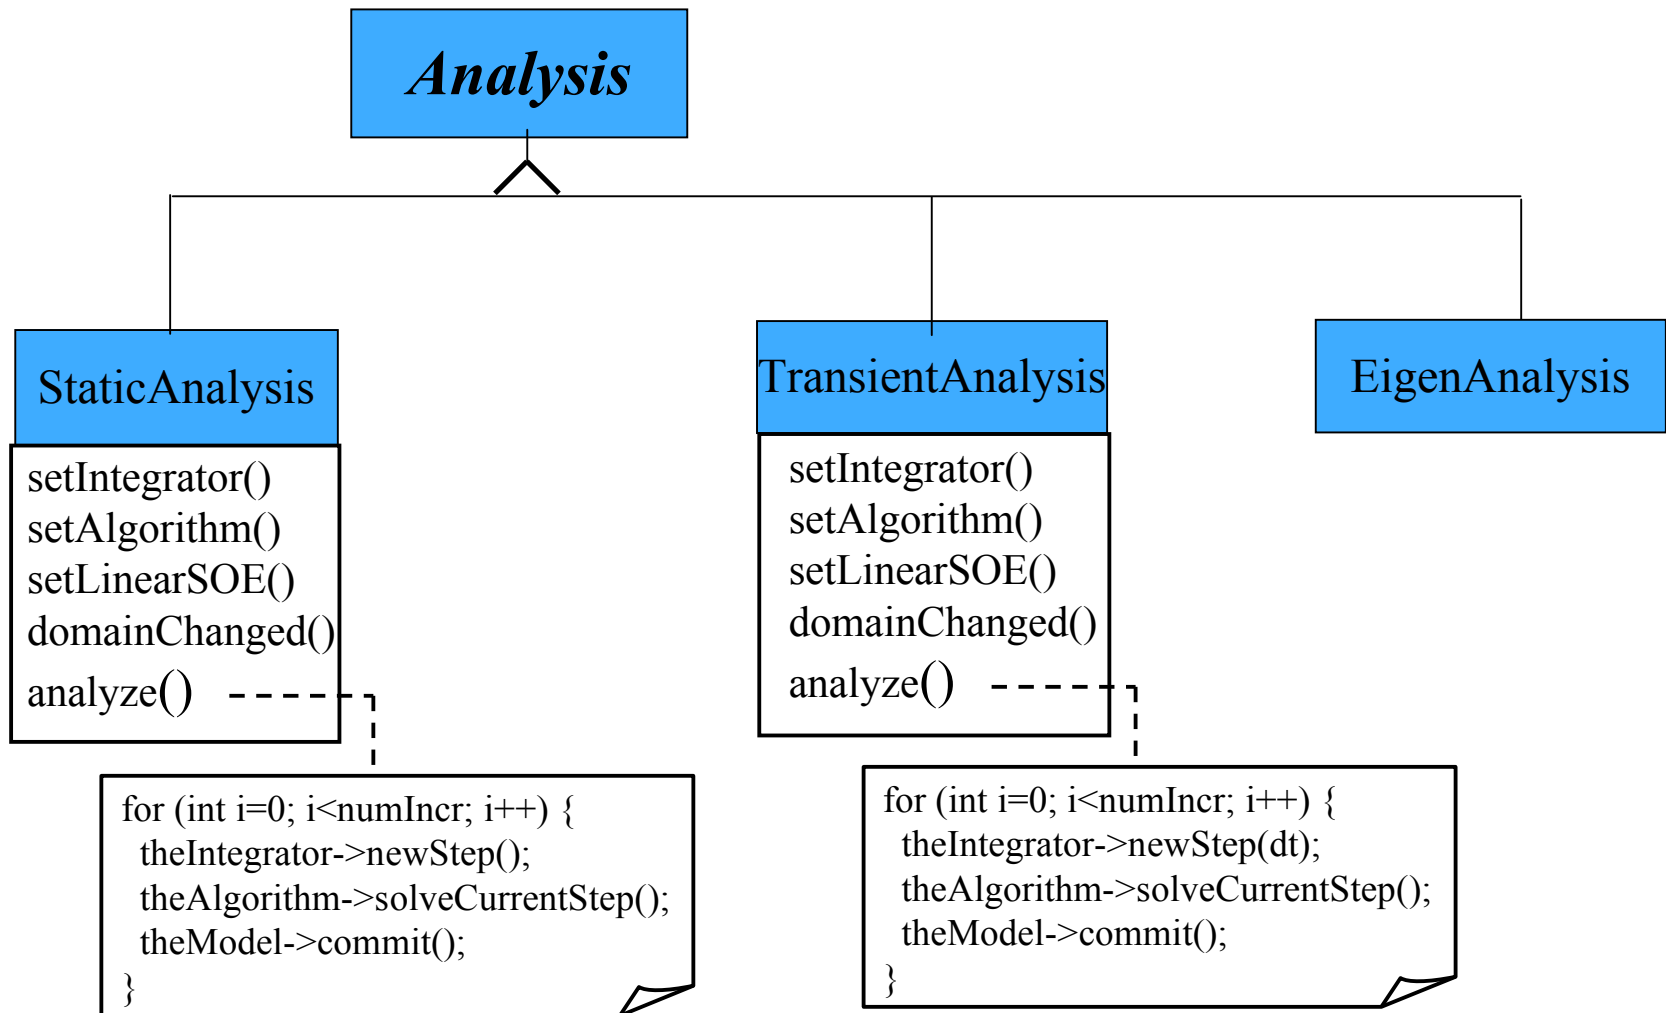 Analysis
StaticAnalysis
setIntegrator()
setAlgorithm()
setLinearSOE()
domainChanged()
analyze()
for (int i=0; i<numIncr; i++) {
theIntegrator->newStep();
theAlgorithm->solveCurrentStep();
theModel->commit();
}
TransientAnalysis
setIntegrator()
setAlgorithm()
setLinearSOE()
domainChanged()
analyze()
for (int i=0; i<numIncr; i++) {
theIntegrator->newStep(dt);
theAlgorithm->solveCurrentStep();
theModel->commit();
}
EigenAnalysis